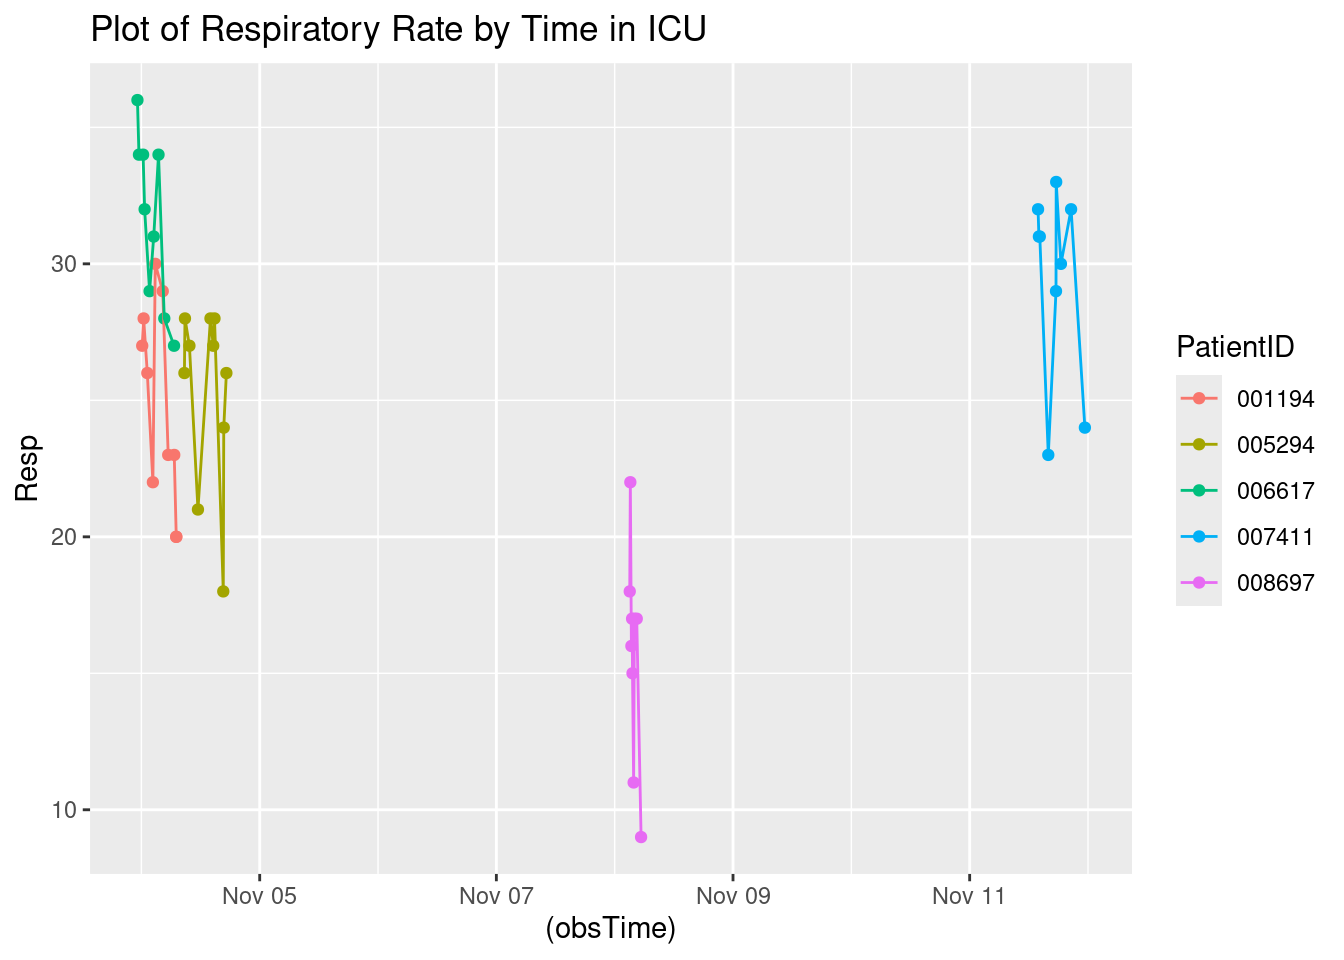 Plot of Respiratory Rate by Time in ICU
Resp
30
20
10
Nov 05
Nov 07
Nov 09
Nov 11
(obsTime)
PatientID
001194
005294
006617
007411
008697